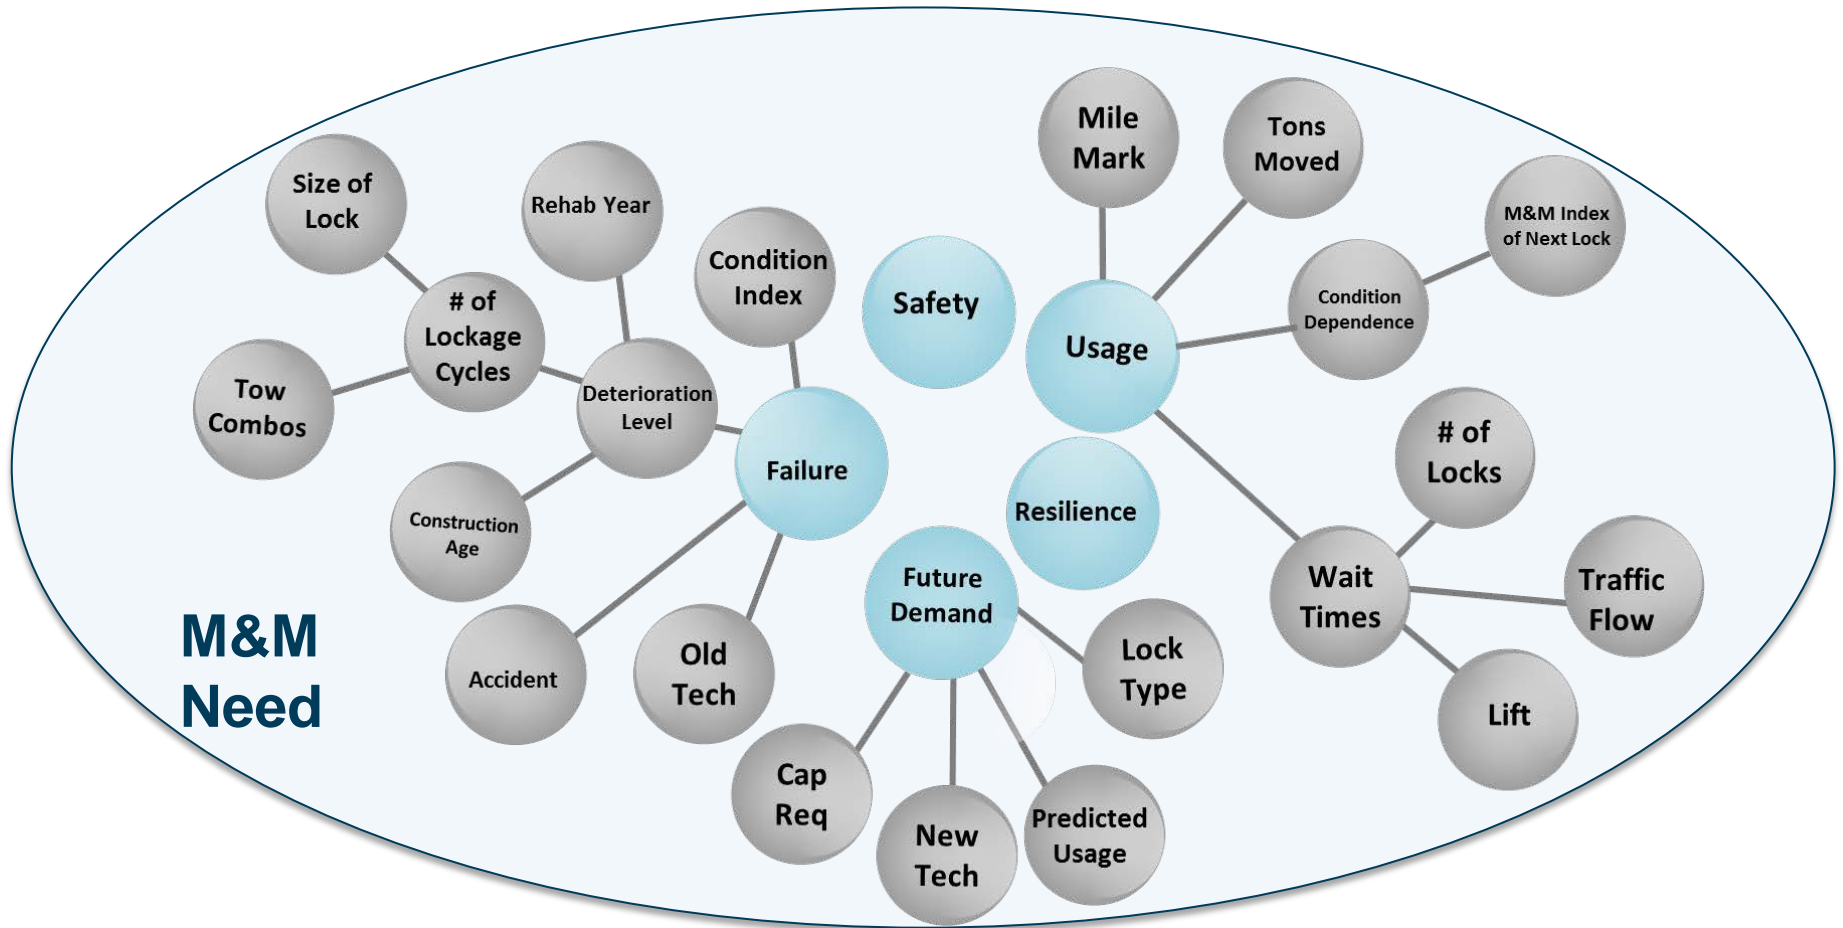 Mile
Mark
Tons
Moved
Size of
Lock
Rehab Year
M&M Index
of Next Lock
Condition
Index
Safety
Condition
Dependence
# of
Lockage
Cycles
Usage
Tow
Combos
Deterioration
Level
Failure
# of
Locks
Resilience
Construction
Age
Future
Demand
Wait
Times
Traffic
Flow
M&M
Need
Accident
Old
Tech
Lock
Type
Lift
Cap
Req
New
Tech
Predicted
Usage